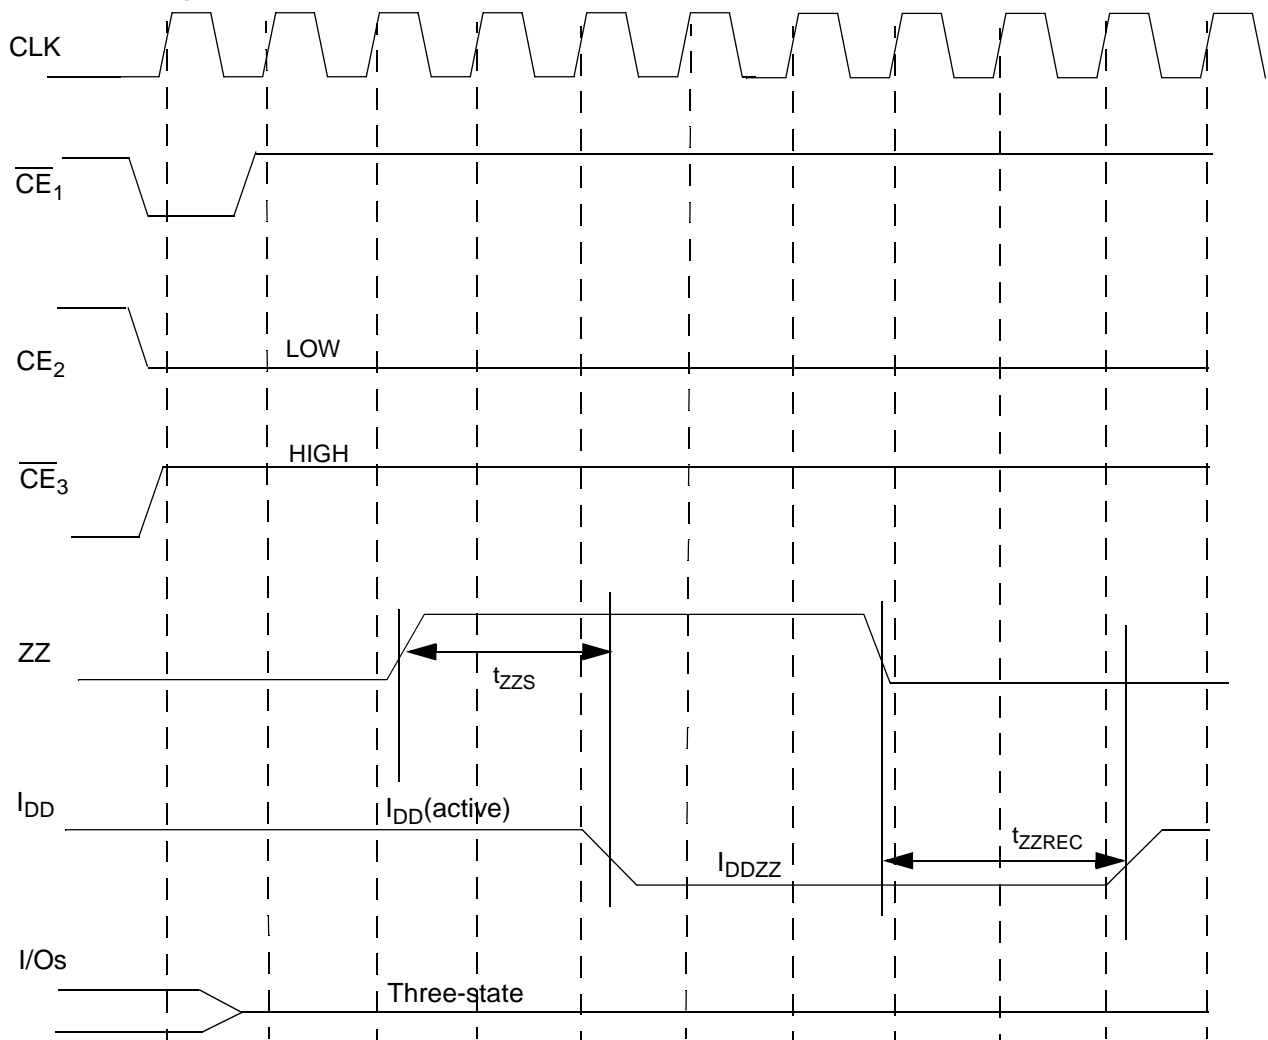 CLK
CE1
LOW
CE2
HIGH
CE3
ZZ
tZZS
IDD
IDD(active)
tZZREC
IDDZZ
I/Os
Three-state